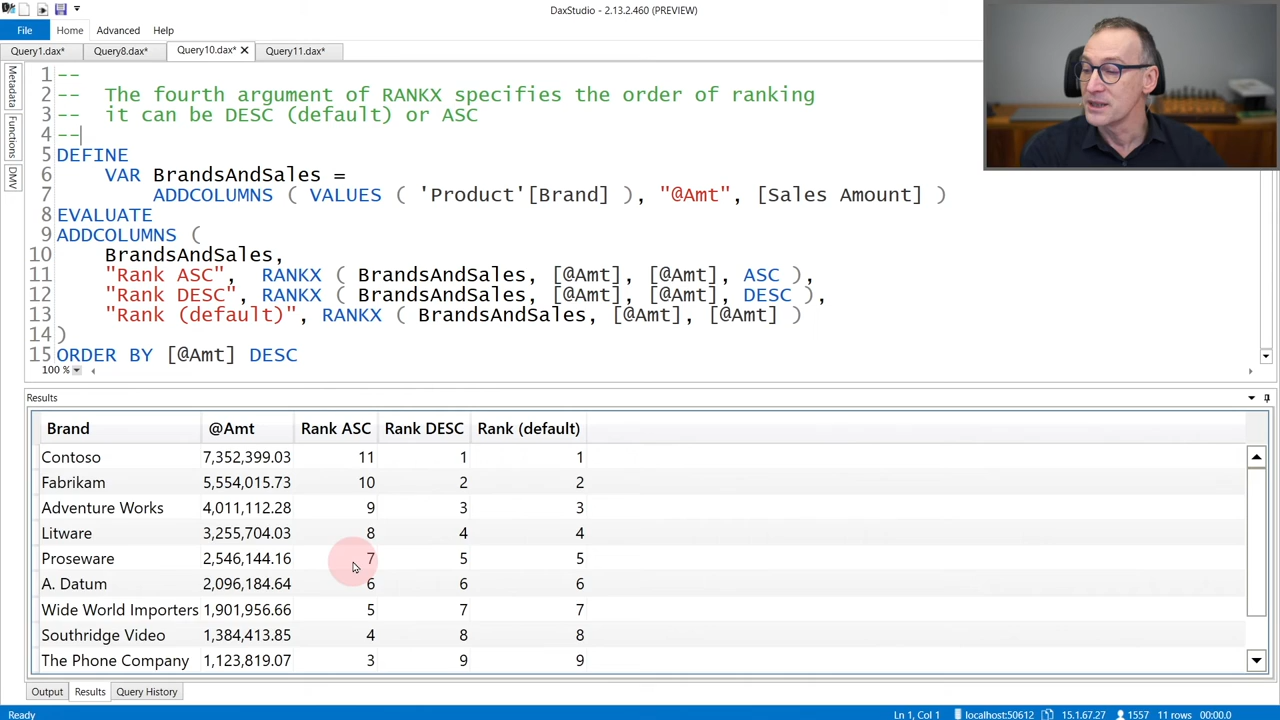 DaxStudio - 2.13.2.460 (PREVIEW)
File Home Advanced Help
Query1.dax* Query8.dax* Query10.dax* Query11.dax*
Metadata
Functions
DMV
1 --
2 -- The fourth argument of RANKX specifies the order of ranking
3 -- it can be DESC (default) or ASC
4 --
5 DEFINE
6 VAR BrandsAndSales =
7 ADDCOLUMNS ( VALUES ( 'Product'[Brand] ), "@Amt", [Sales Amount] )
8 EVALUATE
9 ADDCOLUMNS (
10 BrandsAndSales,
11 "Rank ASC", RANKX ( BrandsAndSales, [@Amt], [@Amt], ASC ),
12 "Rank DESC", RANKX ( BrandsAndSales, [@Amt], [@Amt], DESC ),
13 "Rank (default)", RANKX ( BrandsAndSales, [@Amt], [@Amt] )
14 )
15 ORDER BY [@Amt] DESC
100 %
Results
Brand @Amt Rank ASC Rank DESC Rank (default)
Contoso 7,352,399.03 11 1 1
Fabrikam 5,554,015.73 10 2 2
Adventure Works 4,011,112.28 9 3 3
Litware 3,255,704.03 8 4 4
Proseware 2,546,144.16 7 5 5
A. Datum 2,096,184.64 6 6 6
Wide World Importers 1,901,956.66 5 7 7
Southridge Video 1,384,413.85 4 8 8
The Phone Company 1,123,819.07 3 9 9
Output Results Query History
Ready Ln 1, Col 1 localhost:50612 15.1.67.27 1557 11 rows 00:00.0